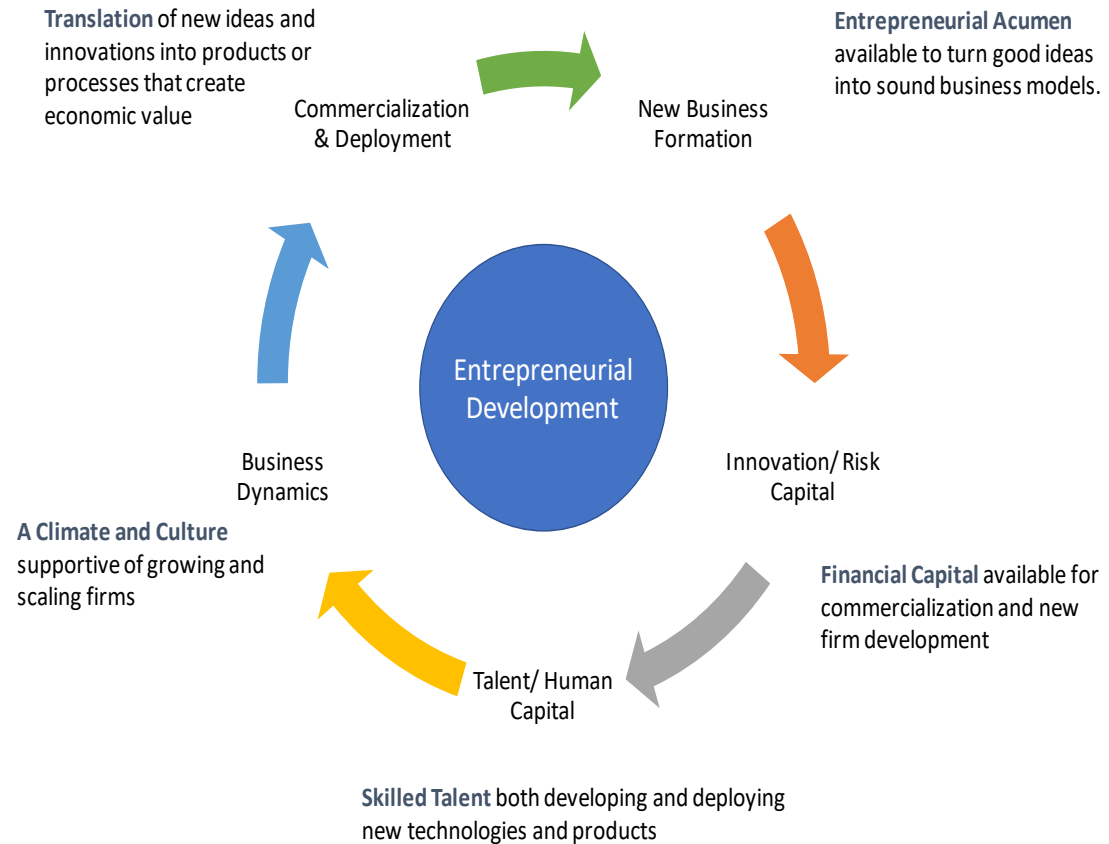 Translation of new ideas and
innovations into products or
processes that create
economic value
Commercialization
& Deployment
New Business
Formation
Entrepreneurial Acumen
available to turn good ideas
into sound business models.
Entrepreneurial
Development
Business
Dynamics
A Climate and Culture
supportive of growing and
scaling firms
Innovation/ Risk
Capital
Financial Capital available for
commercialization and new
firm development
Talent/ Human
Capital
Skilled Talent both developing and deploying
new technologies and products